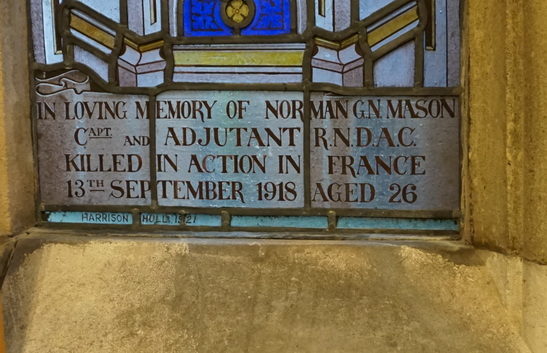 IN LOVING MEMORY OF NORMAN G.N. MASON
CAPT. AND ADJUTANT R.N.D.A.C.
KILLED IN ACTION IN FRANCE
13TH SEPTEMBER 1918 AGED 26
HARRISON HULL 1921